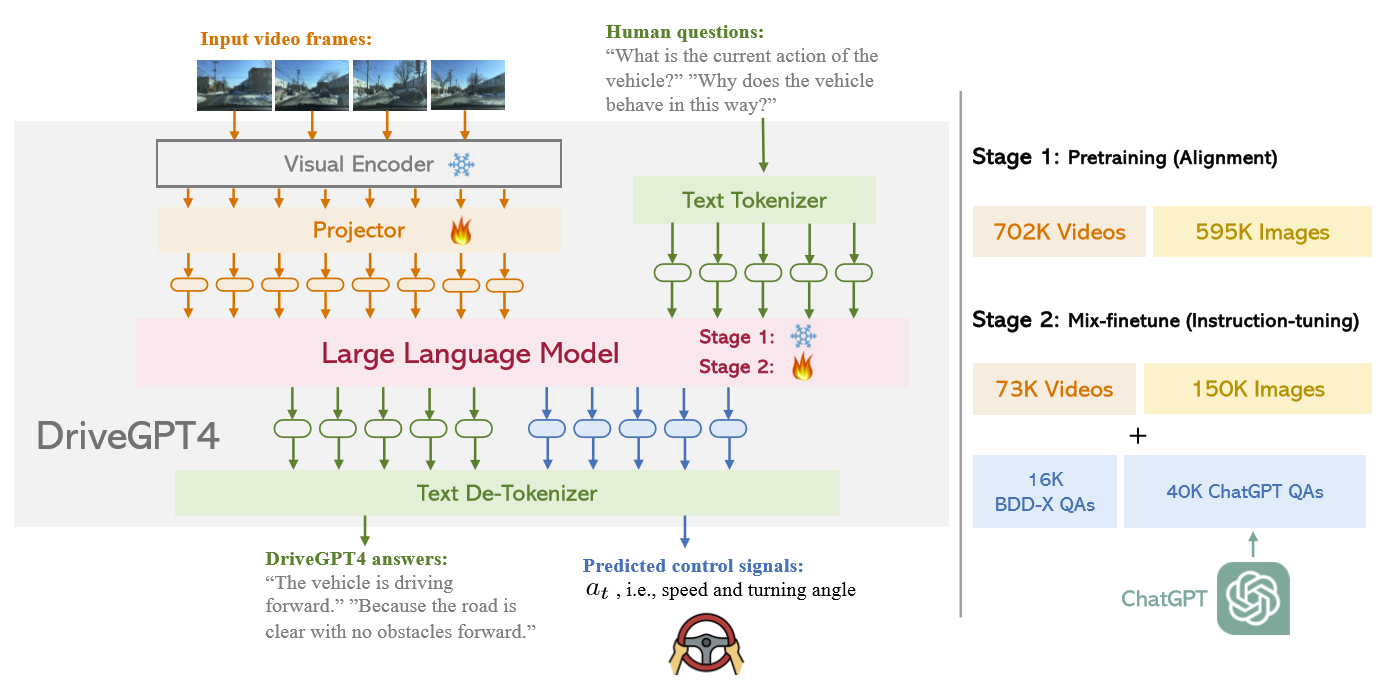 Input video frames:
Human questions:
“What is the current action of the
vehicle?” ”Why does the vehicle
behave in this way?”
Visual Encoder
Projector
Text Tokenizer
Large Language Model
Stage 1:
Stage 2:
DriveGPT4
Text De-Tokenizer
DriveGPT4 answers:
“The vehicle is driving
forward.” ”Because the road is
clear with no obstacles forward.”
Predicted control signals:
a_t , i.e., speed and turning angle
Stage 1: Pretraining (Alignment)
702K Videos
595K Images
Stage 2: Mix-finetune (Instruction-tuning)
73K Videos
150K Images
+
16K
BDD-X QAs
40K ChatGPT QAs
ChatGPT